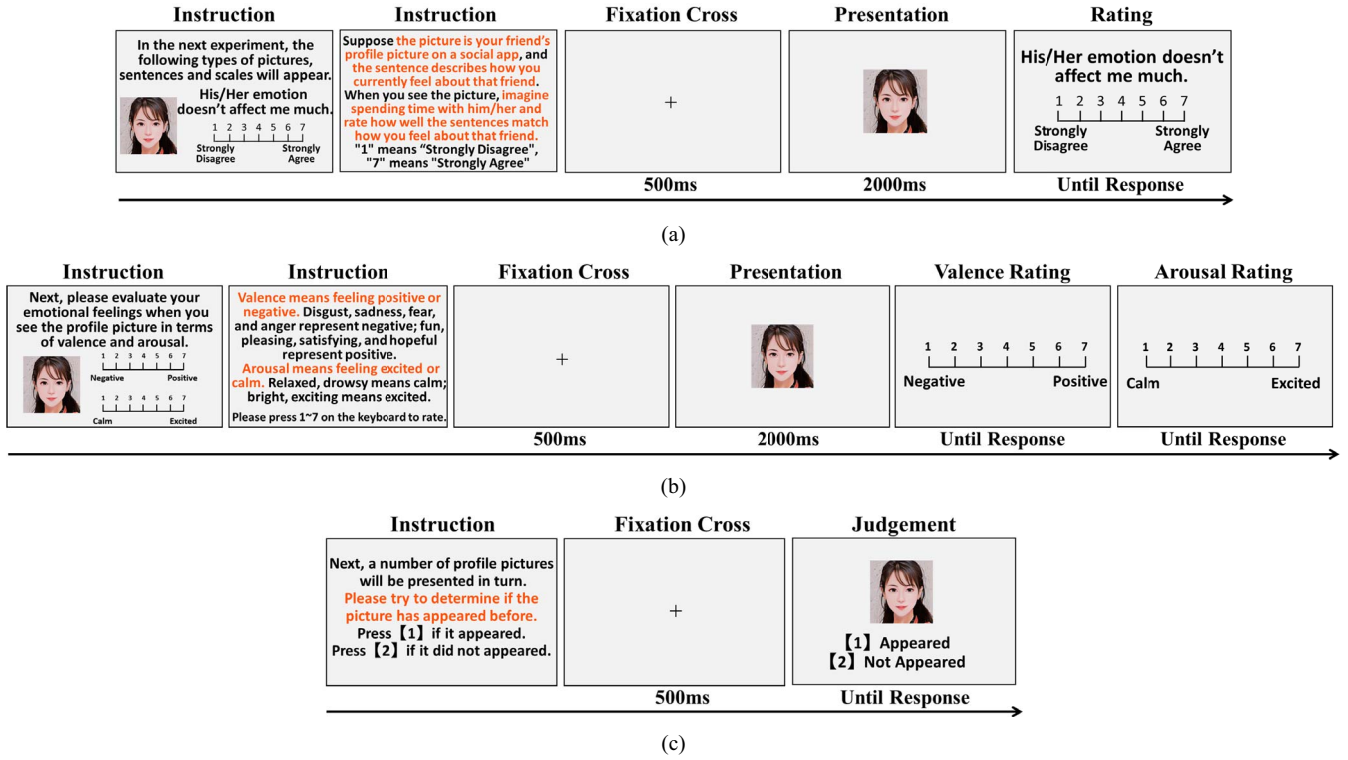 Instruction
Instruction
Fixation Cross
Presentation
Rating
In the next experiment, the
following types of pictures,
sentences and scales will appear.
His/Her emotion
doesn't affect me much.
1 2 3 4 5 6 7
Strongly
Disagree
Strongly
Agree
Suppose the picture is your friend's
profile picture on a social app, and
the sentence describes how you
currently feel about that friend.
When you see the picture, imagine
spending time with him/her and
rate how well the sentences match
how you feel about that friend.
"1" means “Strongly Disagree",
"7" means "Strongly Agree"
+
His/Her emotion doesn't
affect me much.
1 2 3 4 5 6 7
Strongly
Disagree
Strongly
Agree
500ms
2000ms
Until Response
(a)
Instruction
Instruction
Fixation Cross
Presentation
Valence Rating
Arousal Rating
Next, please evaluate your
emotional feelings when you
see the profile picture in terms
of valence and arousal.
1 2 3 4 5 6 7
Negative Positive
1 2 3 4 5 6 7
Calm Excited
Valence means feeling positive or
negative. Disgust, sadness, fear,
and anger represent negative; fun,
pleasing, satisfying, and hopeful
represent positive.
Arousal means feeling excited or
calm. Relaxed, drowsy means calm;
bright, exciting means excited.
Please press 1~7 on the keyboard to rate.
+
1 2 3 4 5 6 7
Negative Positive
1 2 3 4 5 6 7
Calm Excited
500ms
2000ms
Until Response
Until Response
(b)
Instruction
Fixation Cross
Judgement
Next, a number of profile pictures
will be presented in turn.
Please try to determine if the
picture has appeared before.
Press【1】if it appeared.
Press【2】if it did not appeared.
+
【1】Appeared
【2】Not Appeared
500ms
Until Response
(c)